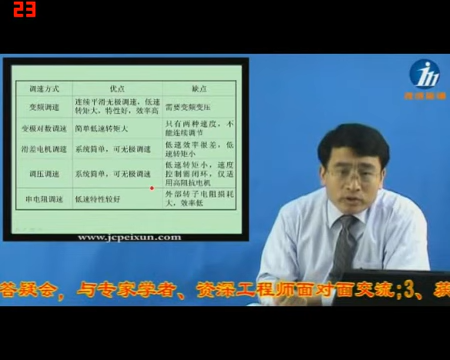 23
调速方式 优点 缺点
变频调速 连续平滑无极调速，低速转矩大，特性好，效率高 需要变频变压
变极对数调速 简单低速转矩大 只有两种速度，不能连续调节
滑差电机调速 系统简单，可无极调速 低速效率很差，低速转矩小
调压调速 系统简单，可无极调速 低速转矩小，速度控制需闭环，仅适用高阻抗电机
串电阻调速 低速特性较好 外部转子电阻损耗大，效率低
www.jcpeixun.com
答疑会，与专家学者、资深工程师面对面交流;3、